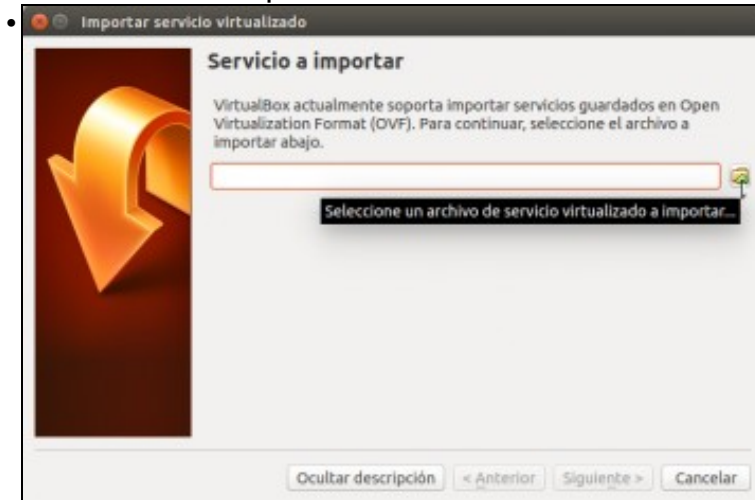 Importar servicio virtualizado
Servicio a importar
VirtualBox actualmente soporta importar servicios guardados en Open
Virtualization Format (OVF). Para continuar, seleccione el archivo a
importar abajo.
Seleccione un archivo de servicio virtualizado a importar...
Ocultar descripción < Anterior Siguiente > Cancelar